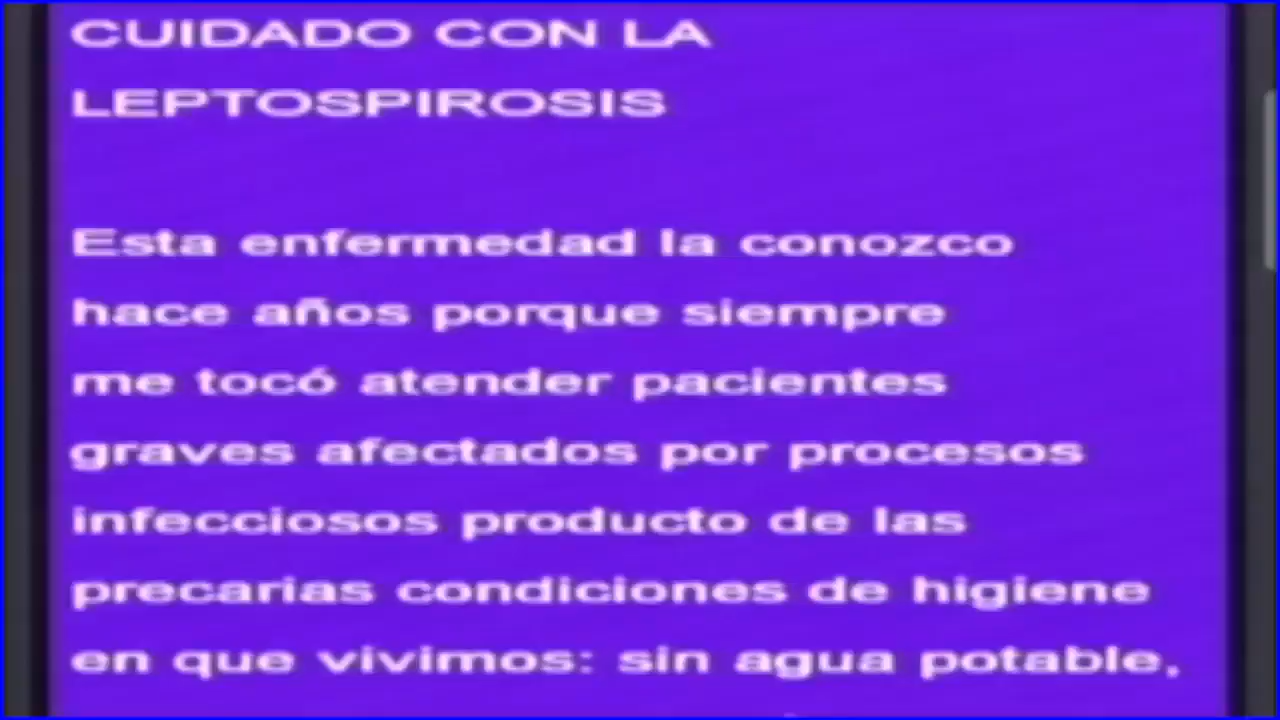 CUIDADO CON LA
LEPTOSPIROSIS
Esta enfermedad la conozco
hace años porque siempre
me tocó atender pacientes
graves afectados por procesos
infecciosos producto de las
precarias condiciones de higiene
en que vivimos: sin agua potable,